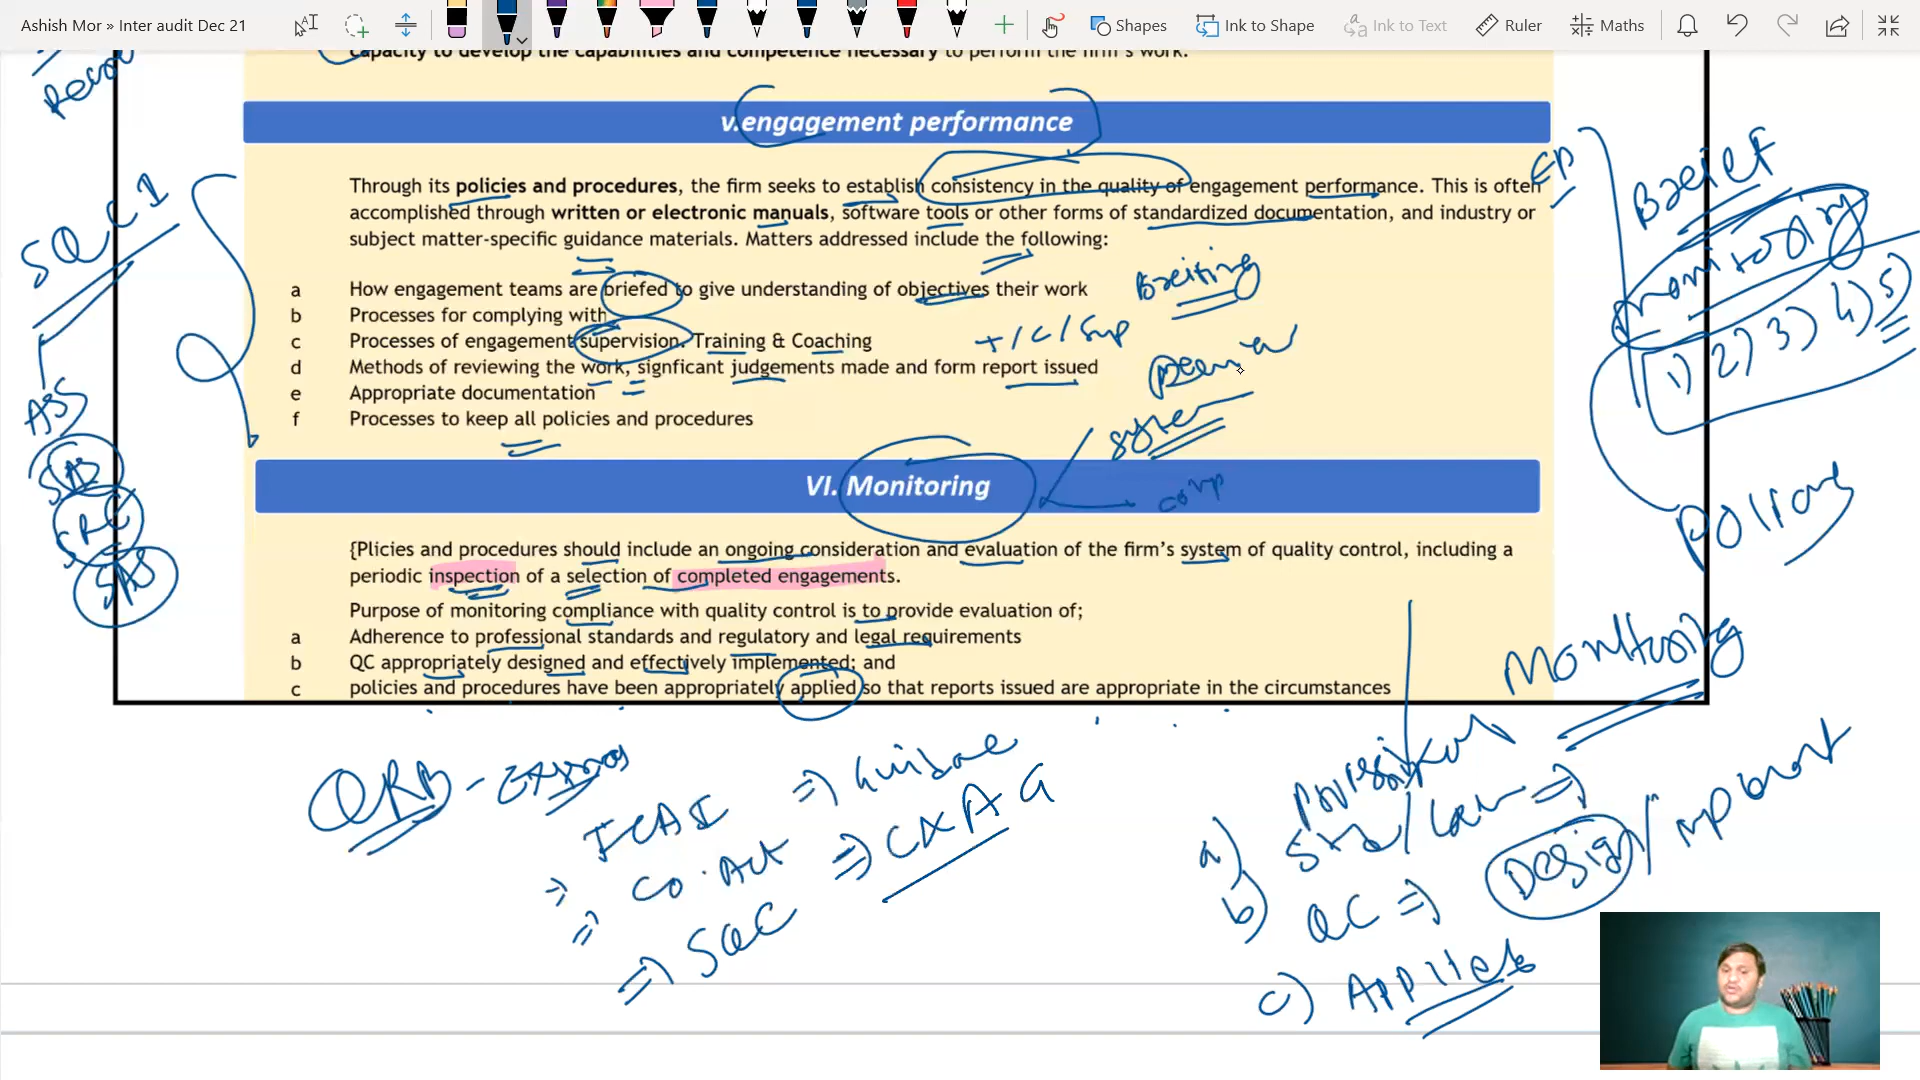 Ashish Mor » Inter audit Dec 21
Shapes
Ink to Shape
Ink to Text
Ruler
Maths
capacity to develop the capabilities and competence necessary to perform the firm's work.
v.engagement performance
Through its policies and procedures, the firm seeks to establish consistency in the quality of engagement performance. This is often
accomplished through written or electronic manuals, software tools or other forms of standardized documentation, and industry or
subject matter-specific guidance materials. Matters addressed include the following:
a How engagement teams are briefed to give understanding of objectives their work
b Processes for complying with
c Processes of engagement supervision, Training & Coaching
d Methods of reviewing the work, signficant judgements made and form report issued
e Appropriate documentation
f Processes to keep all policies and procedures
VI. Monitoring
{Plicies and procedures should include an ongoing consideration and evaluation of the firm's system of quality control, including a
periodic inspection of a selection of completed engagements.
Purpose of monitoring compliance with quality control is to provide evaluation of;
a Adherence to professional standards and regulatory and legal requirements
b QC appropriately designed and effectively implemented; and
c policies and procedures have been appropriately applied so that reports issued are appropriate in the circumstances
SQC 1
EP
Brief
monitoring
1) 2) 3) 4) 5)
system
comp
Monitoring
QRB -
ICAI
=> Co. Act
=> SQC
a)
b) QC => Design /
c)